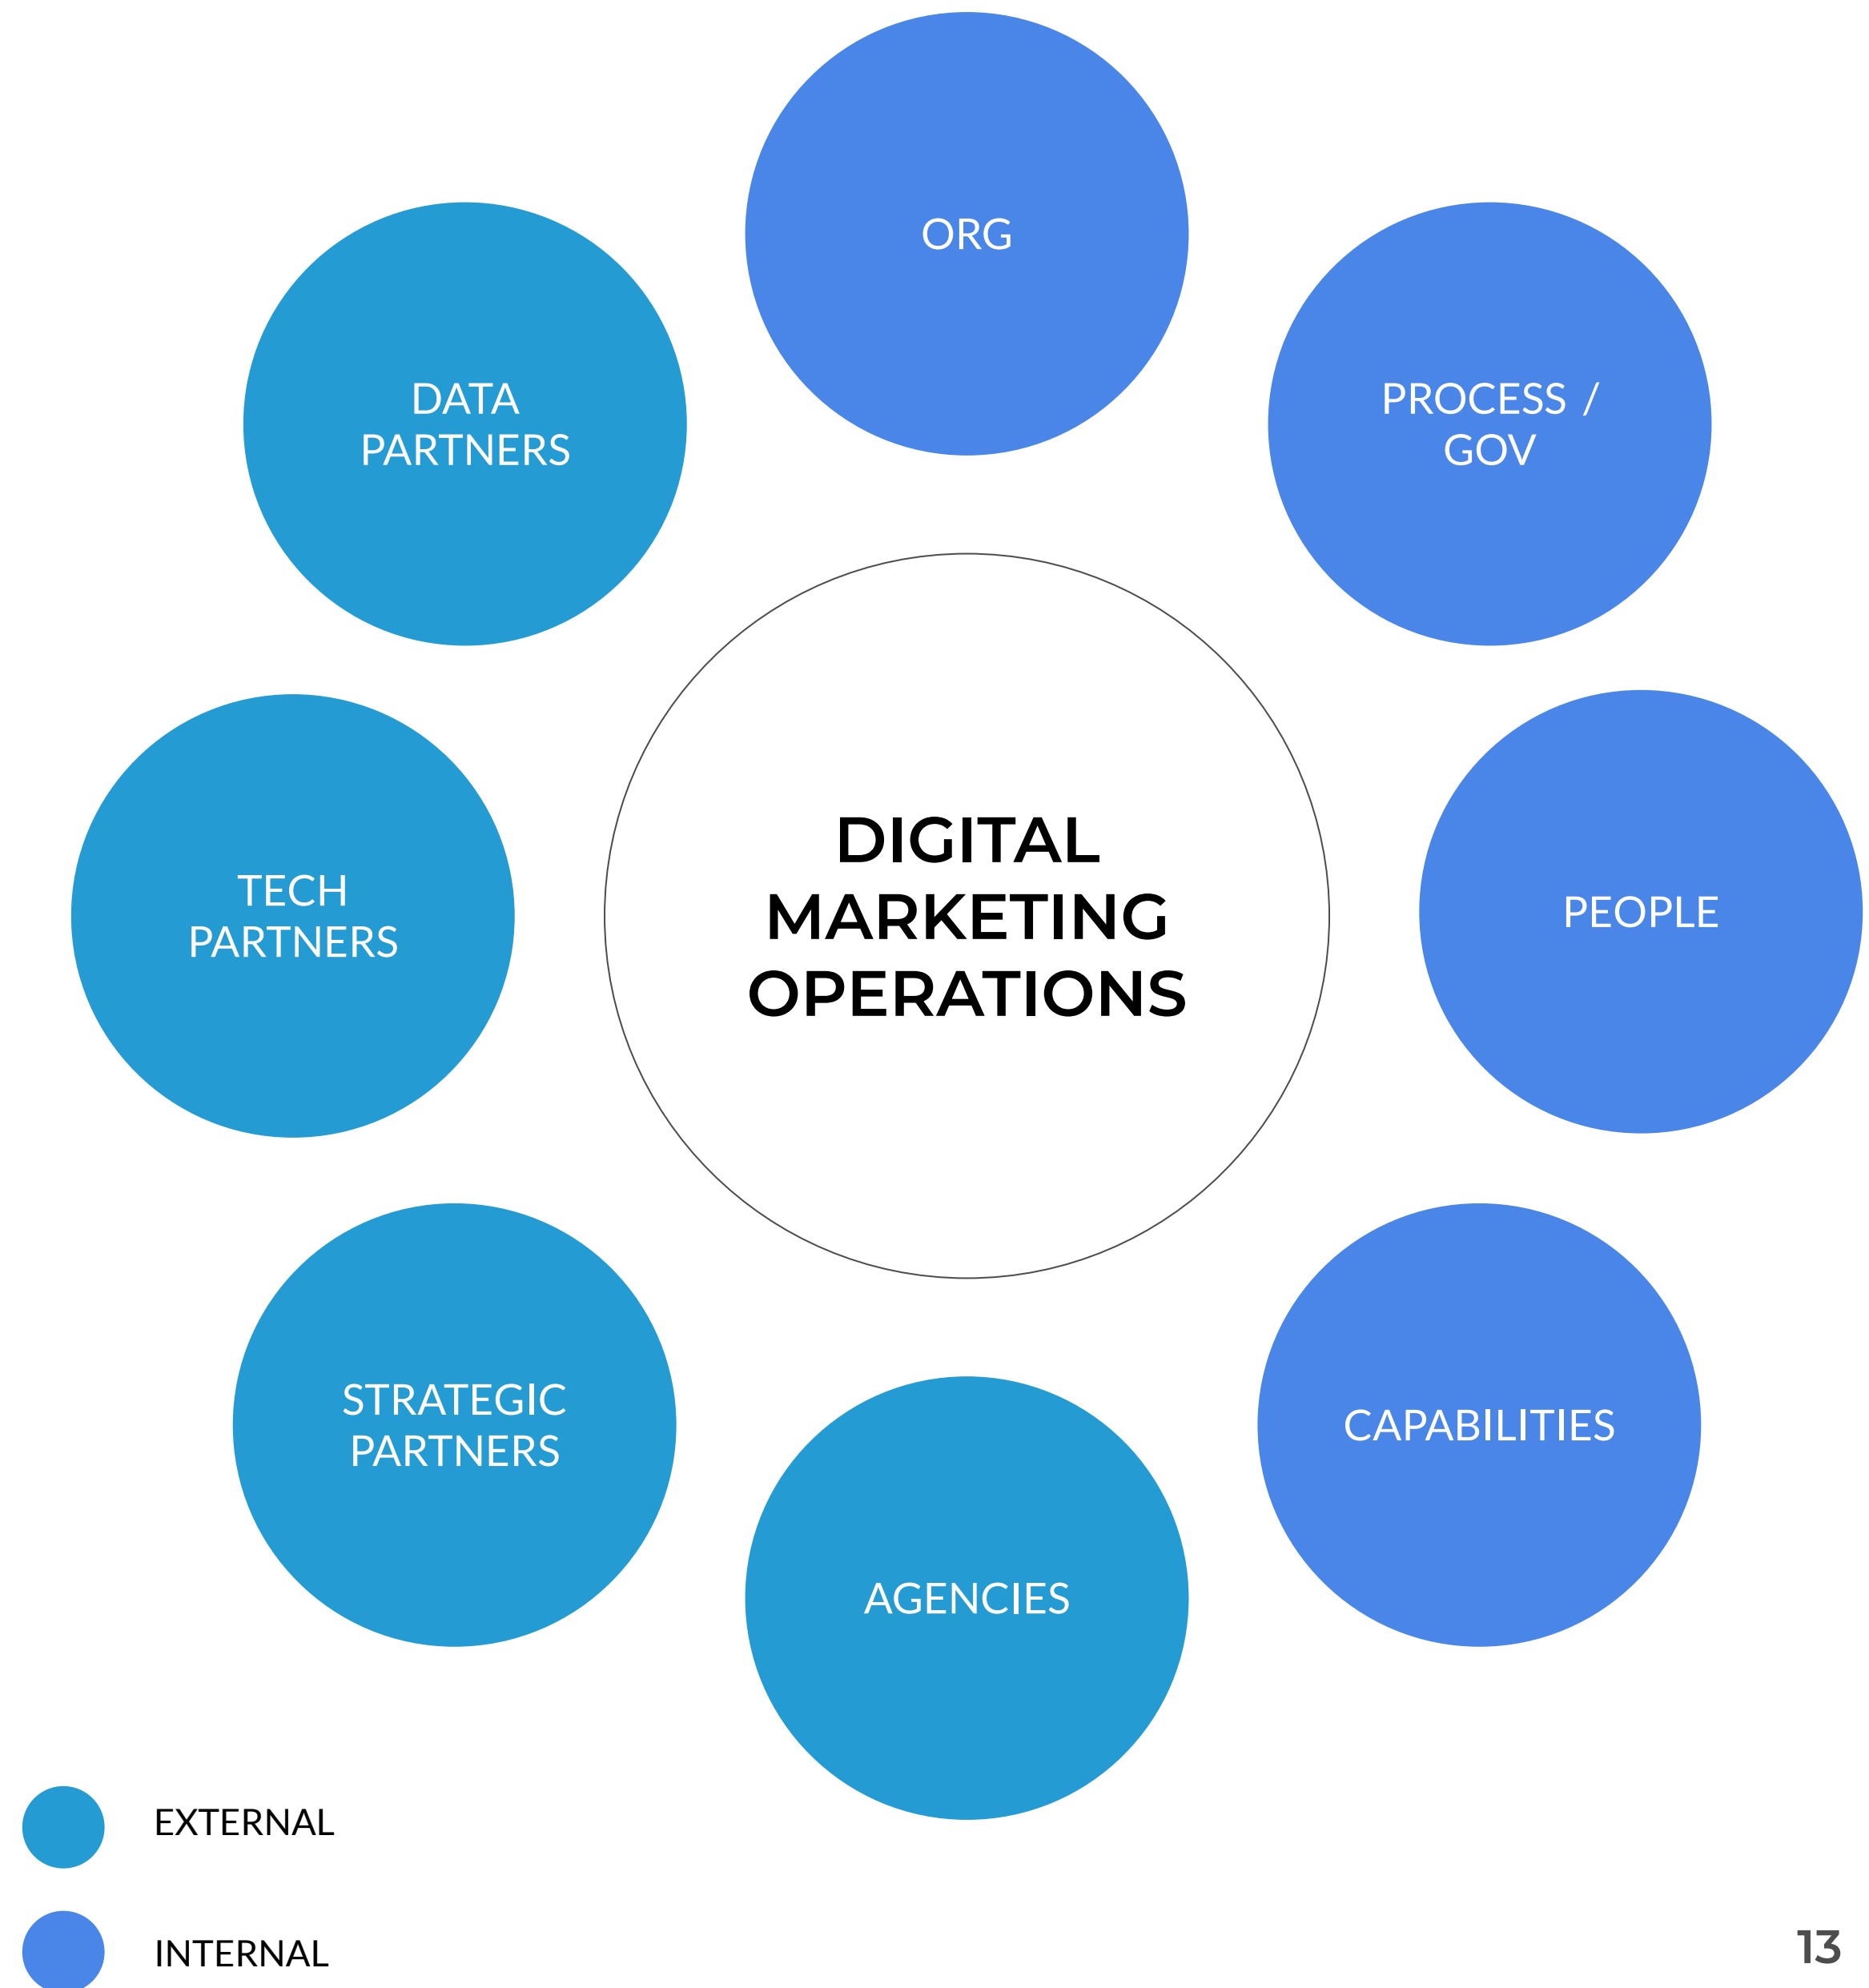 ORG
DATA
PARTNERS
PROCESS /
GOV
TECH
PARTNERS
DIGITAL
MARKETING
OPERATIONS
PEOPLE
STRATEGIC
PARTNERS
CAPABILITIES
AGENCIES
EXTERNAL
INTERNAL
13